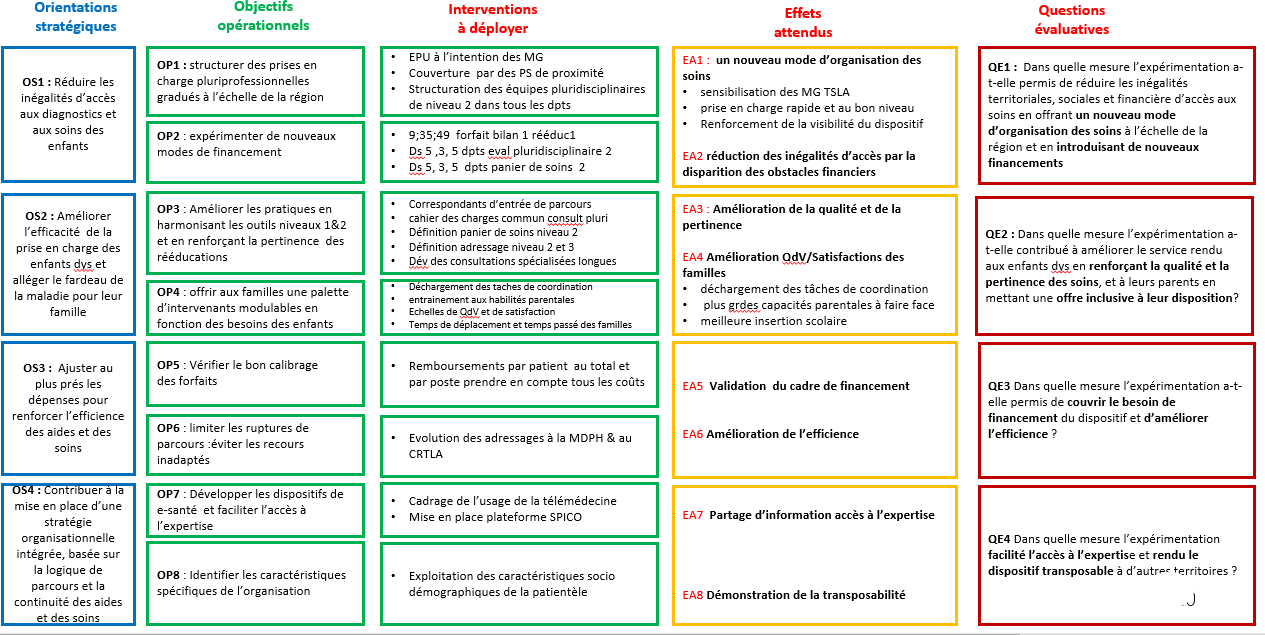 Orientations
stratégiques
Objectifs
opérationnels
Interventions
à déployer
Effets
attendus
Questions
évaluatives
OS1 : Réduire les
inégalités d'accès
aux diagnostics et
aux soins des
enfants
OP1 : structurer des prises en
charge pluriprofessionnelles
gradués à l'échelle de la région
• EPU à l'intention des MG
• Couverture par des PS de proximité
• Structuration des équipes pluridisciplinaires
de niveau 2 dans tous les dpts
OP2 : expérimenter de nouveaux
modes de financement
• 9;35;49 forfait bilan 1 rééduc1
• Ds 5 ,3, 5 dpts eval pluridisciplinaire 2
• Ds 5, 3, 5 dpts panier de soins 2
EA1 : un nouveau mode d'organisation des
soins
• sensibilisation des MG TSLA
• prise en charge rapide et au bon niveau
• Renforcement de la visibilité du dispositif
EA2 réduction des inégalités d'accès par la
disparition des obstacles financiers
QE1 : Dans quelle mesure l'expérimentation a-
t-elle permis de réduire les inégalités
territoriales, sociales et financière d'accès aux
soins en offrant un nouveau mode
d'organisation des soins à l'échelle de la
région et en introduisant de nouveaux
financements
OS2 : Améliorer
l'efficacité de la
prise en charge des
enfants dys et
alléger le fardeau de
la maladie pour leur
famille
OP3 : Améliorer les pratiques en
harmonisant les outils niveaux 1&2
et en renforçant la pertinence des
rééducations
• Correspondants d'entrée de parcours
• cahier des charges commun consult pluri
• Définition panier de soins niveau 2
• Définition adressage niveau 2 et 3
• Dév des consultations spécialisées longues
OP4 : offrir aux familles une palette
d'intervenants modulables en
fonction des besoins des enfants
• Déchargement des taches de coordination
• entrainement aux habilités parentales
• Echelles de QdV et de satisfaction
• Temps de déplacement et temps passé des familles
EA3 : Amélioration de la qualité et de la
pertinence
EA4 Amélioration QdV/Satisfactions des
familles
• déchargement des tâches de coordination
• plus grdes capacités parentales à faire face
• meilleure insertion scolaire
QE2 : Dans quelle mesure l'expérimentation a-
t-elle contribué à améliorer le service rendu
aux enfants dys en renforçant la qualité et la
pertinence des soins, et à leurs parents en
mettant une offre inclusive à leur disposition?
OS3 : Ajuster au
plus prés les
dépenses pour
renforcer l'efficience
des aides et des
soins
OP5 : Vérifier le bon calibrage
des forfaits
• Remboursements par patient au total et
par poste prendre en compte tous les coûts
OP6 : limiter les ruptures de
parcours :éviter les recours
inadaptés
• Evolution des adressages à la MDPH & au
CRTLA
EA5 Validation du cadre de financement
EA6 Amélioration de l'efficience
QE3 Dans quelle mesure l'expérimentation a-t-
elle permis de couvrir le besoin de
financement du dispositif et d'améliorer
l'efficience ?
OS4 : Contribuer à la
mise en place d'une
stratégie
organisationnelle
intégrée, basée sur
la logique de
parcours et la
continuité des aides
et des soins
OP7 : Développer les dispositifs de
e-santé et faciliter l'accès à
l'expertise
• Cadrage de l'usage de la télémédecine
• Mise en place plateforme SPICO
OP8 : Identifier les caractéristiques
spécifiques de l'organisation
• Exploitation des caractéristiques socio
démographiques de la patientèle
EA7 Partage d'information accès à l'expertise
EA8 Démonstration de la transposabilité
QE4 Dans quelle mesure l'expérimentation
facilité l'accès à l'expertise et rendu le
dispositif transposable à d'autres territoires ?